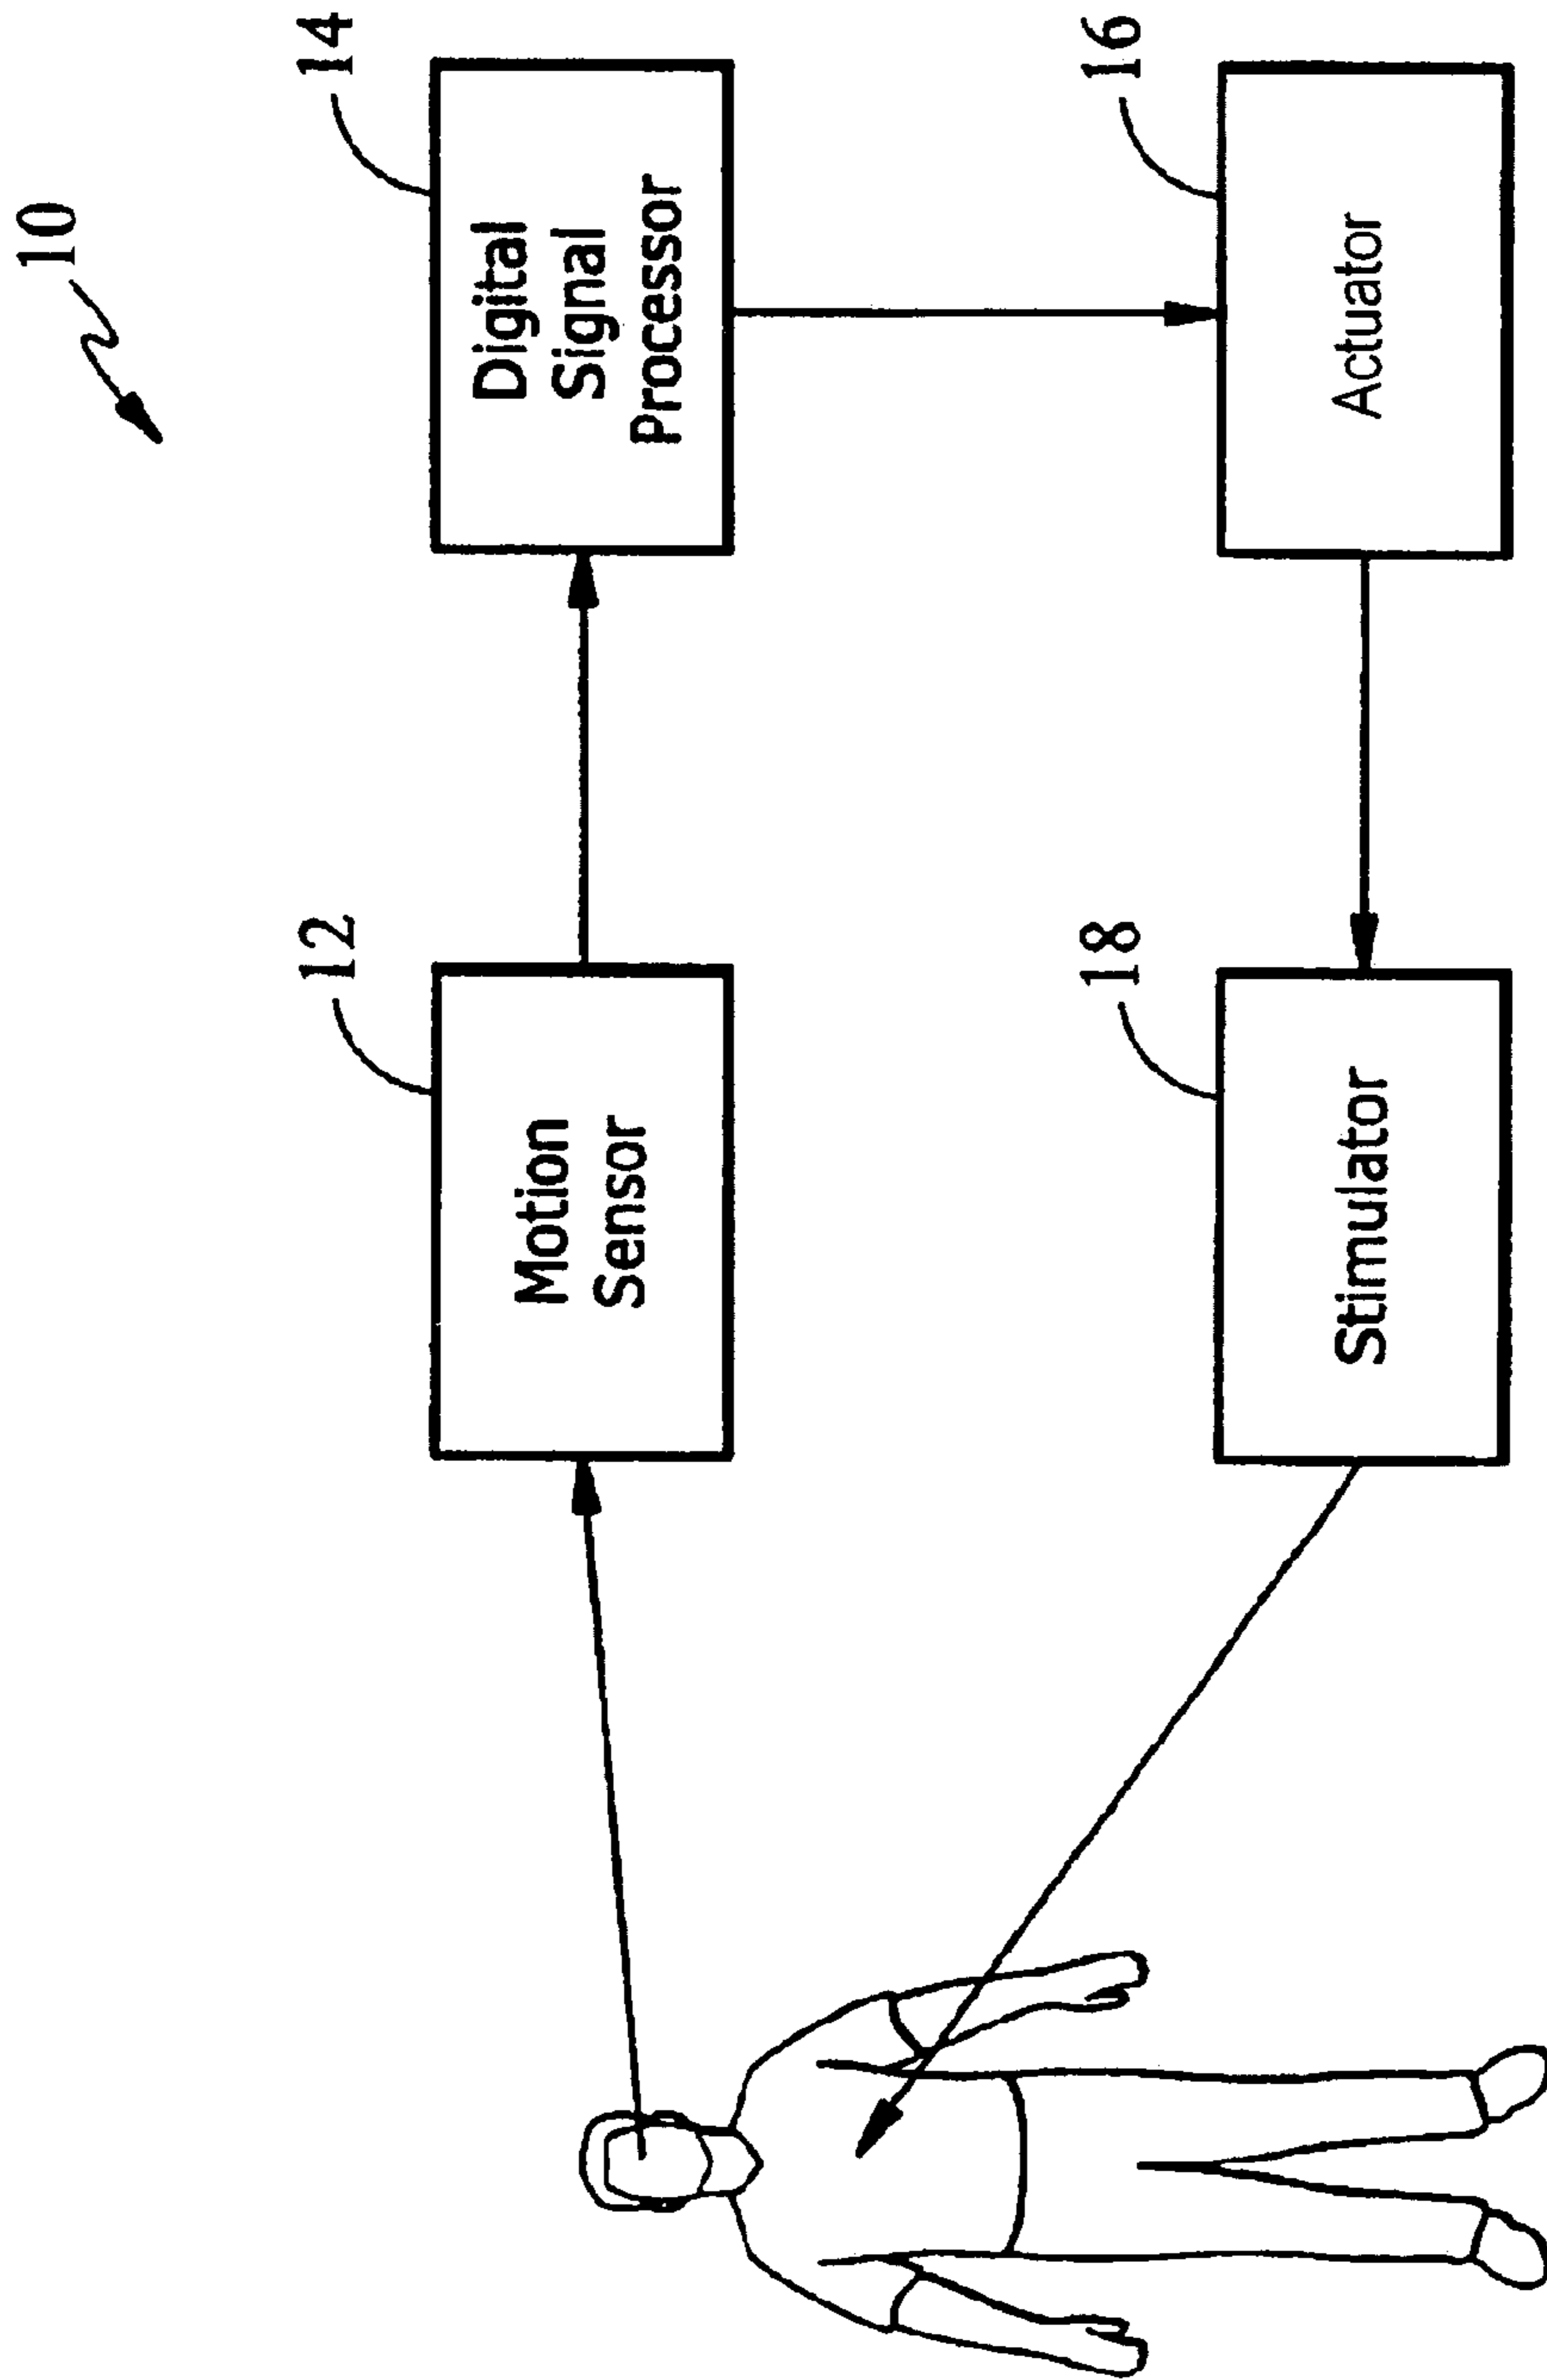 10
12
Motion
Sensor
14
Digital
Signal
Processor
18
Stimulator
16
Actuator